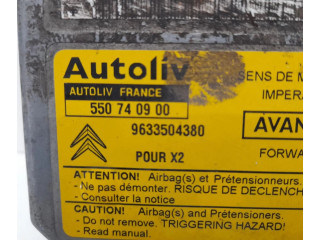 Autoliv
SENS DE M
AUTOLIV FRANCE
IMPERA
550 74 09 00
9633504380
AVAN
POUR X2
FORWA
ATTENTION! Airbag(s) et Prétensionneurs.
- Ne pas démonter. RISQUE DE DECLENCH
- Consulter la notice
CAUTION! Airbag(s) and Pretensioners.
- Do not remove. TRIGGERING HAZARD!
- Read manual.